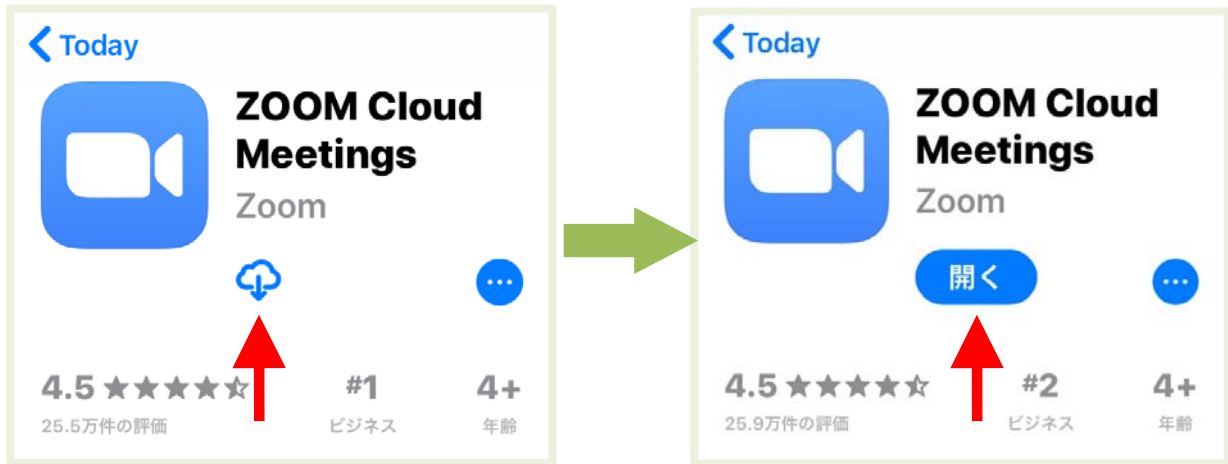 Today
ZOOM Cloud
Meetings
Zoom
4.5
#1
4+
25.5万件の評価
ビジネス
年齢
Today
ZOOM Cloud
Meetings
Zoom
開く
4.5
#2
4+
25.9万件の評価
ビジネス
年齢